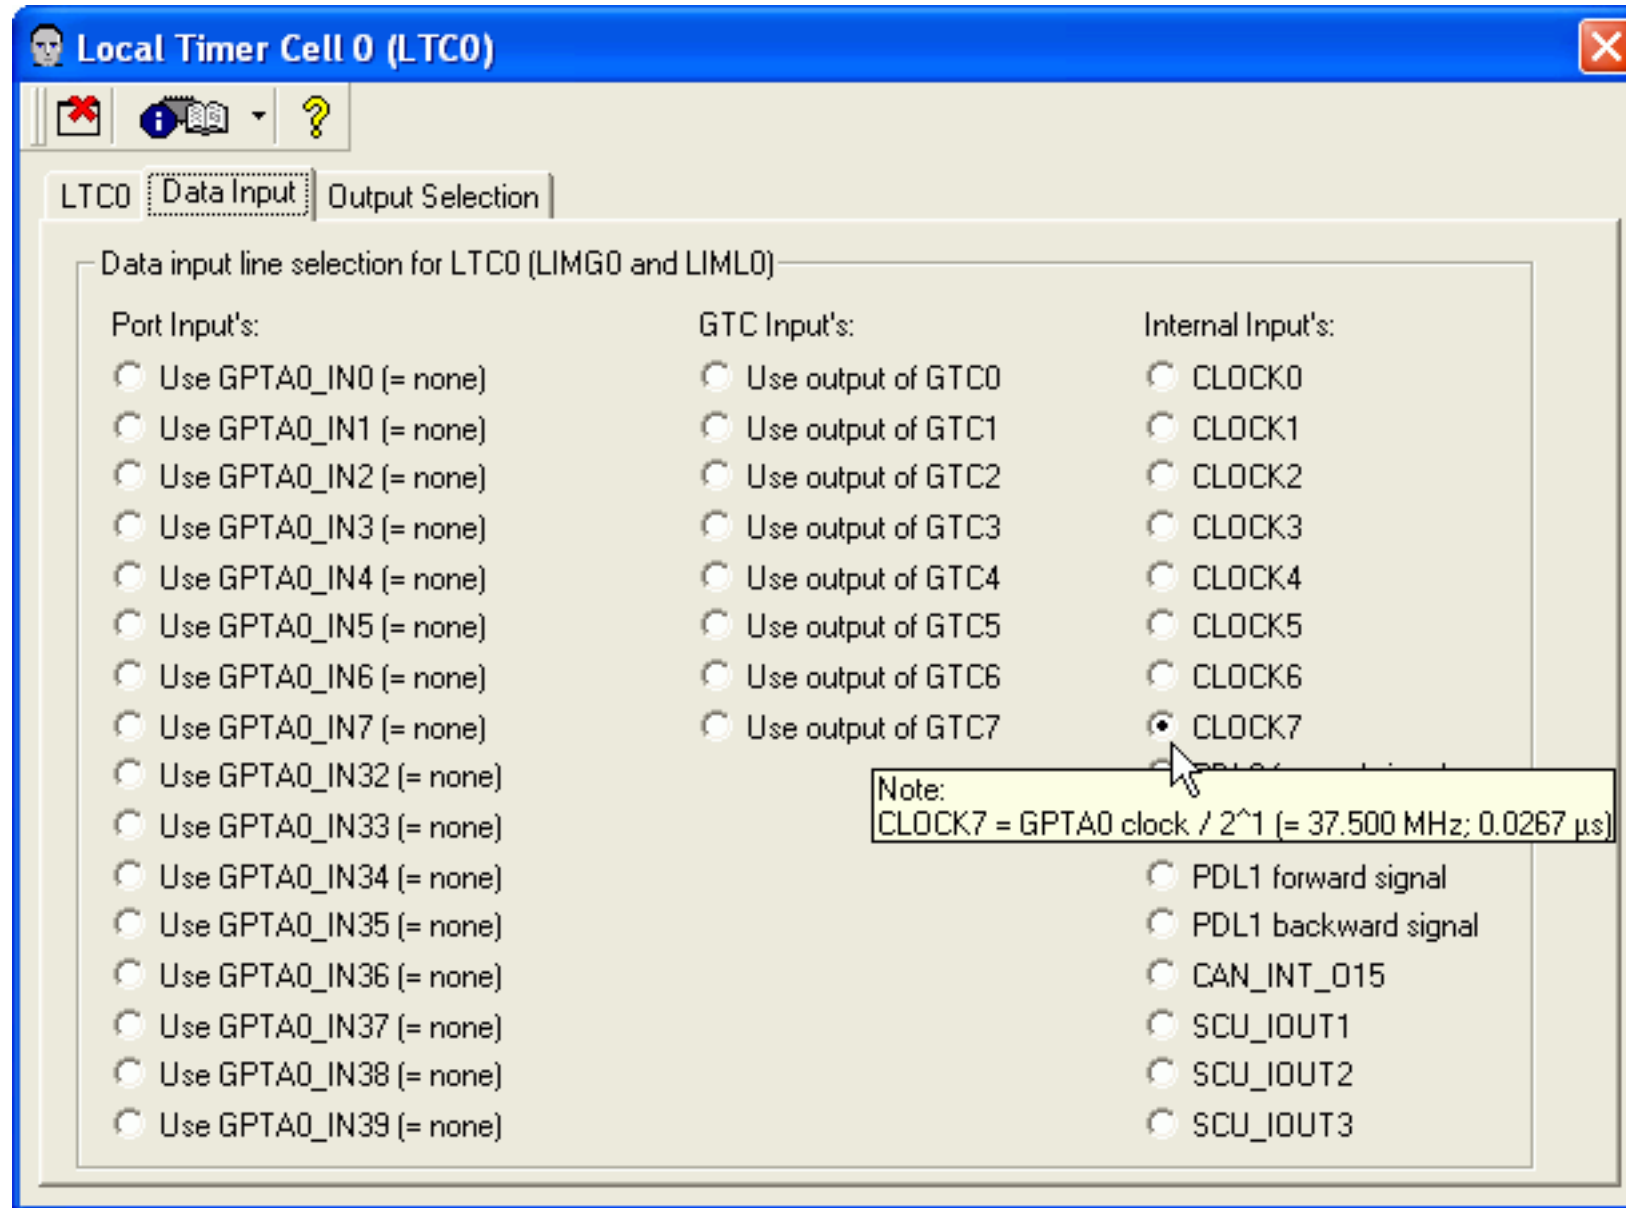 Local Timer Cell 0 (LTC0)
LTC0 Data Input Output Selection
Data input line selection for LTC0 (LIMG0 and LIML0)
Port Input's:
Use GPTA0_IN0 (= none)
Use GPTA0_IN1 (= none)
Use GPTA0_IN2 (= none)
Use GPTA0_IN3 (= none)
Use GPTA0_IN4 (= none)
Use GPTA0_IN5 (= none)
Use GPTA0_IN6 (= none)
Use GPTA0_IN7 (= none)
Use GPTA0_IN32 (= none)
Use GPTA0_IN33 (= none)
Use GPTA0_IN34 (= none)
Use GPTA0_IN35 (= none)
Use GPTA0_IN36 (= none)
Use GPTA0_IN37 (= none)
Use GPTA0_IN38 (= none)
Use GPTA0_IN39 (= none)
GTC Input's:
Use output of GTC0
Use output of GTC1
Use output of GTC2
Use output of GTC3
Use output of GTC4
Use output of GTC5
Use output of GTC6
Use output of GTC7
Internal Input's:
CLOCK0
CLOCK1
CLOCK2
CLOCK3
CLOCK4
CLOCK5
CLOCK6
CLOCK7
Note:
CLOCK7 = GPTA0 clock / 2^1 (= 37.500 MHz; 0.0267 µs)
PDL1 forward signal
PDL1 backward signal
CAN_INT_O15
SCU_IOUT1
SCU_IOUT2
SCU_IOUT3